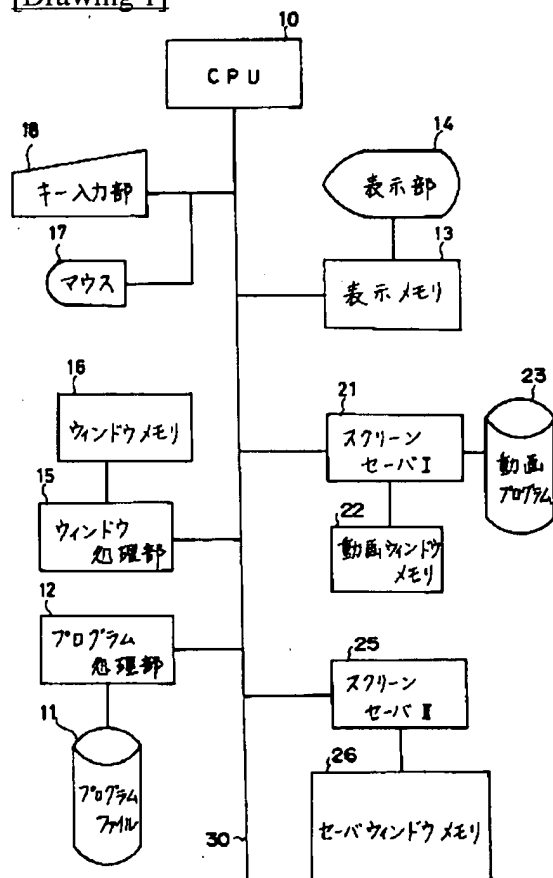 [Drawing 1]
10
CPU
18
キー入力部
14
表示部
17
マウス
13
表示メモリ
16
ウィンドウメモリ
21
スクリーン
セーバ I
23
動画
プログラム
15
ウィンドウ
処理部
22
動画ウィンドウ
メモリ
12
プログラム
処理部
25
スクリーン
セーバ II
11
プログラム
ファイル
26
セーバウィンドウメモリ
30